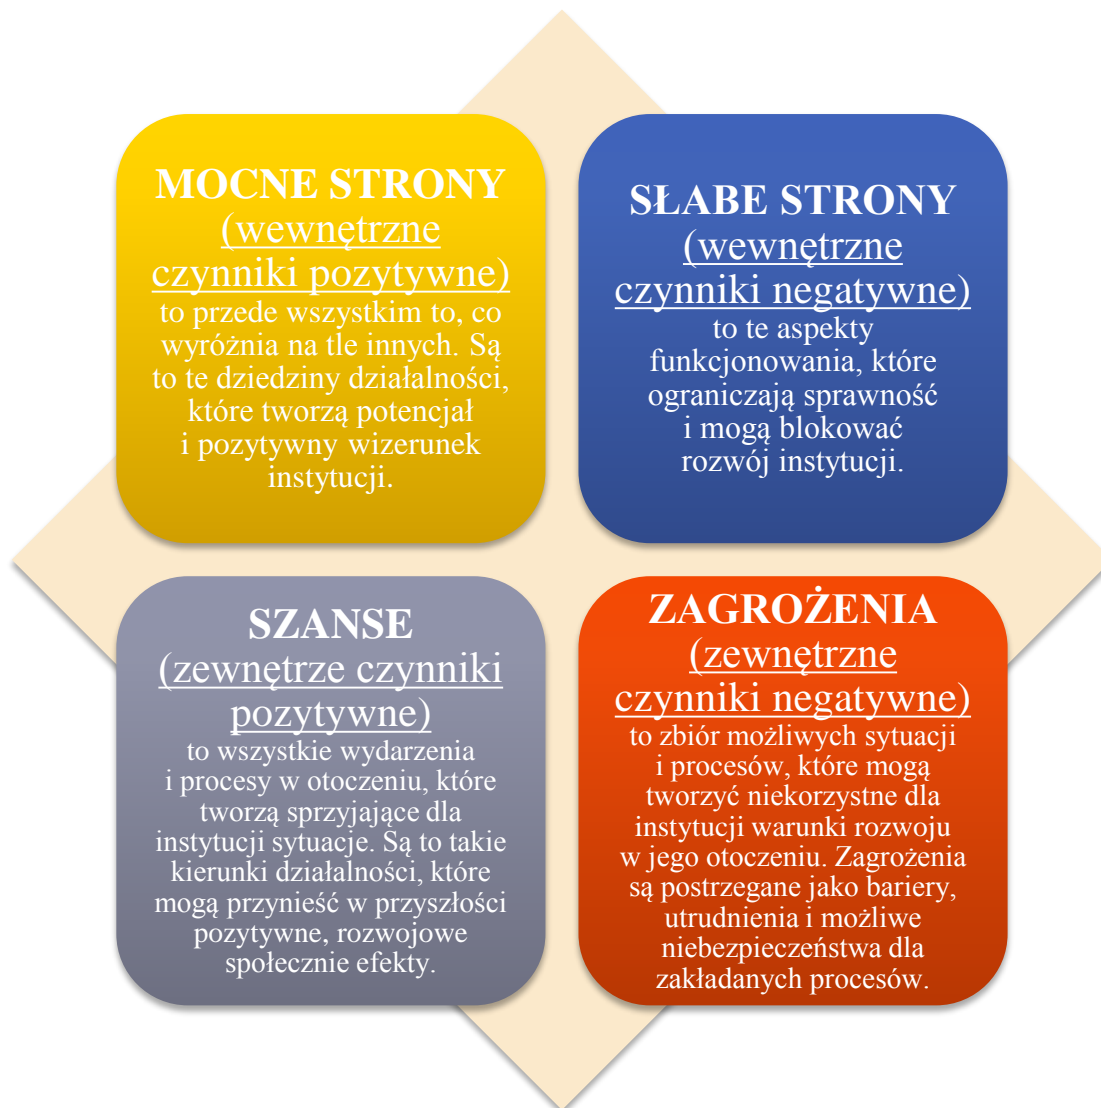 MOCNE STRONY
(wewnętrzne
czynniki pozytywne)
to przede wszystkim to, co
wyróżnia na tle innych. Są
to te dziedziny działalności,
które tworzą potencjał
i pozytywny wizerunek
instytucji.
SŁABE STRONY
(wewnętrzne
czynniki negatywne)
to te aspekty
funkcjonowania, które
ograniczają sprawność
i mogą blokować
rozwój instytucji.
SZANSE
(zewnętrze czynniki
pozytywne)
to wszystkie wydarzenia
i procesy w otoczeniu, które
tworzą sprzyjające dla
instytucji sytuacje. Są to takie
kierunki działalności, które
mogą przynieść w przyszłości
pozytywne, rozwojowe
społecznie efekty.
ZAGROŻENIA
(zewnętrzne
czynniki negatywne)
to zbiór możliwych sytuacji
i procesów, które mogą
tworzyć niekorzystne dla
instytucji warunki rozwoju
w jego otoczeniu. Zagrożenia
są postrzegane jako bariery,
utrudnienia i możliwe
niebezpieczeństwa dla
zakładanych procesów.